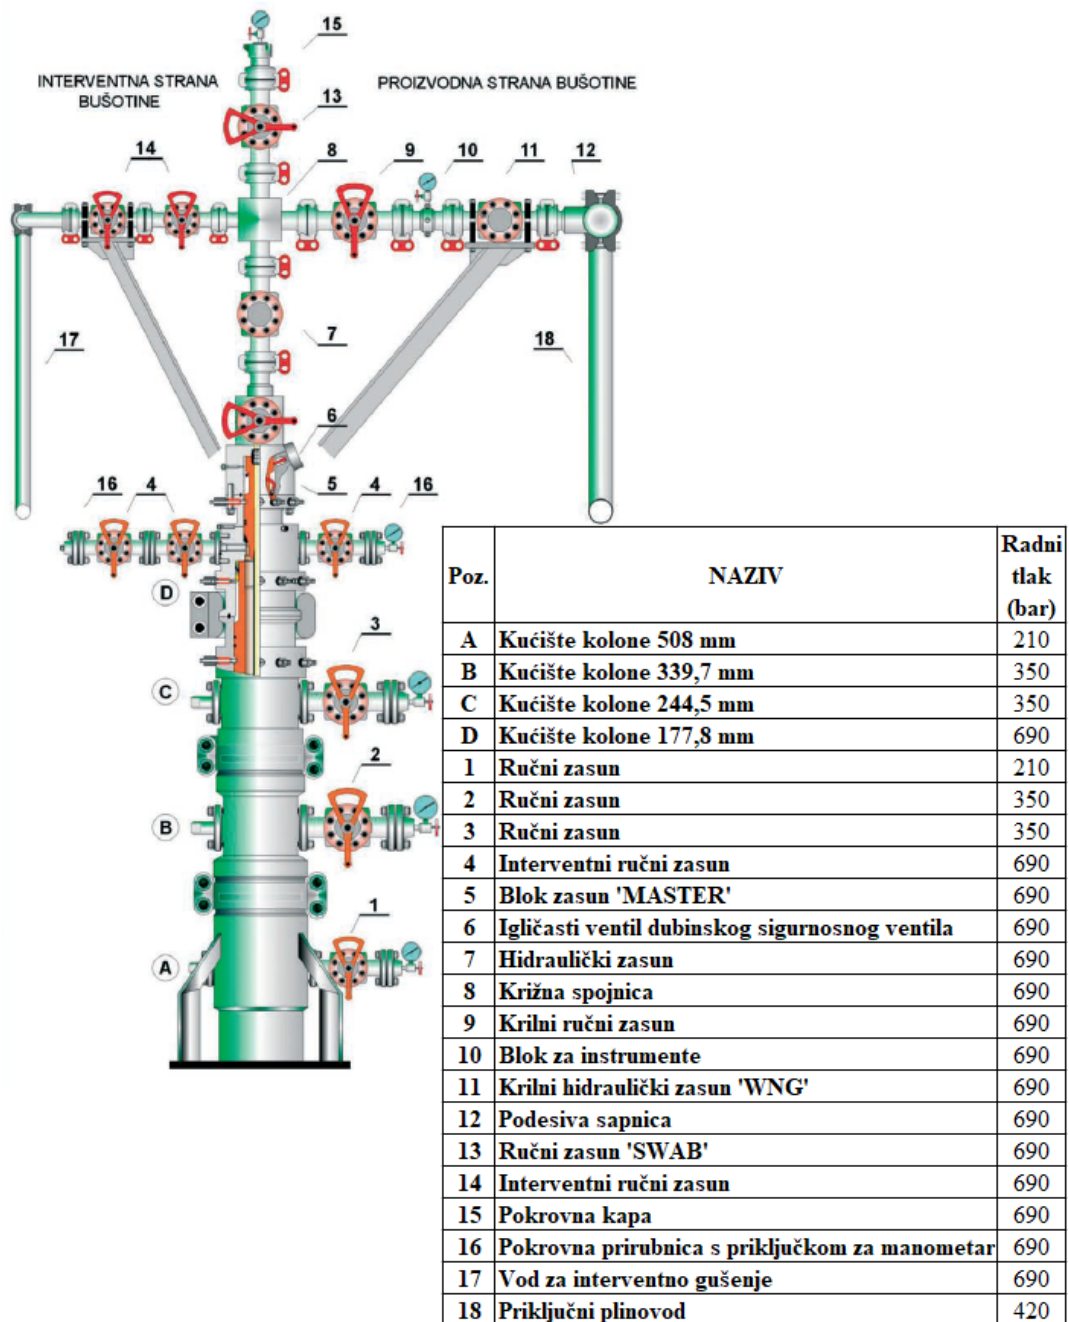 15
INTERVENTNA STRANA
BUŠOTINE
PROIZVODNA STRANA BUŠOTINE
13
14
8
9
10
11
12
17
7
18
6
16
4
5
4
16
D
3
C
2
B
1
A
Poz. NAZIV Radni tlak (bar)
A Kućište kolone 508 mm 210
B Kućište kolone 339,7 mm 350
C Kućište kolone 244,5 mm 350
D Kućište kolone 177,8 mm 690
1 Ručni zasun 210
2 Ručni zasun 350
3 Ručni zasun 350
4 Interventni ručni zasun 690
5 Blok zasun 'MASTER' 690
6 Igličasti ventil dubinskog sigurnosnog ventila 690
7 Hidraulički zasun 690
8 Križna spojnica 690
9 Krilni ručni zasun 690
10 Blok za instrumente 690
11 Krilni hidraulički zasun 'WNG' 690
12 Podesiva sapnica 690
13 Ručni zasun 'SWAB' 690
14 Interventni ručni zasun 690
15 Pokrovna kapa 690
16 Pokrovna prirubnica s priključkom za manometar 690
17 Vod za interventno gušenje 690
18 Priključni plinovod 420